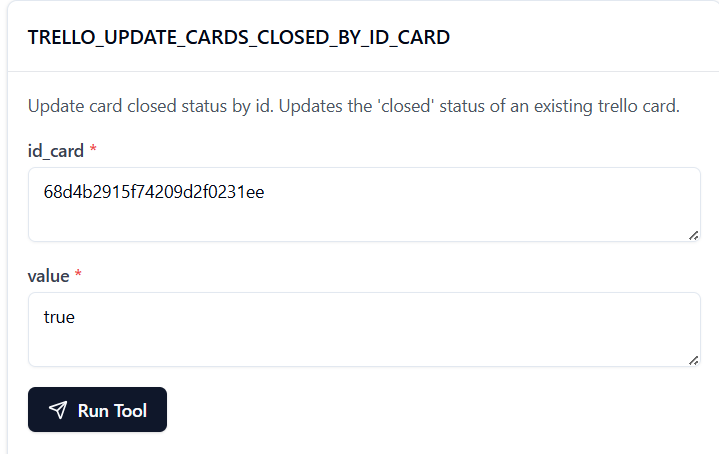 TRELLO_UPDATE_CARDS_CLOSED_BY_ID_CARD
Update card closed status by id. Updates the 'closed' status of an existing trello card.
id_card *
68d4b2915f74209d2f0231ee
value *
true
Run Tool